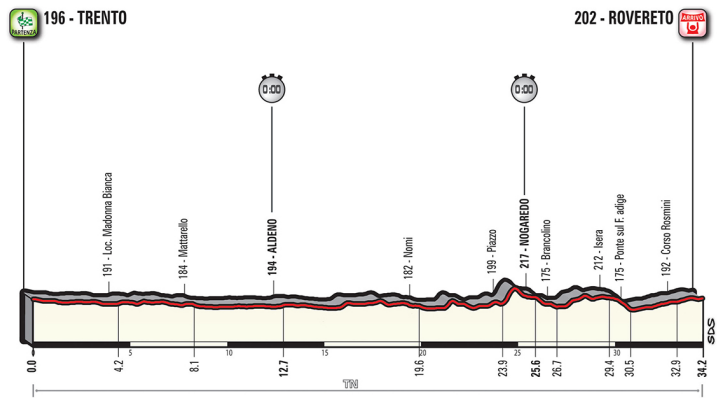 196 - TRENTO
PARTENZA
202 - ROVERETO
ARRIVO
0:00
0:00
191 - Loc. Madonna Bianca
184 - Mattarello
194 - ALDENO
182 - Nomi
199 - Piazzo
217 - NOGAREDO
175 - Brancolino
212 - Isera
175 - Ponte sul F. adige
192 - Corso Rosmini
SDS
5
10
15
20
25
30
0.0
4.2
8.1
12.7
19.6
23.9
25.6
26.7
29.4
30.5
32.9
34.2
TN